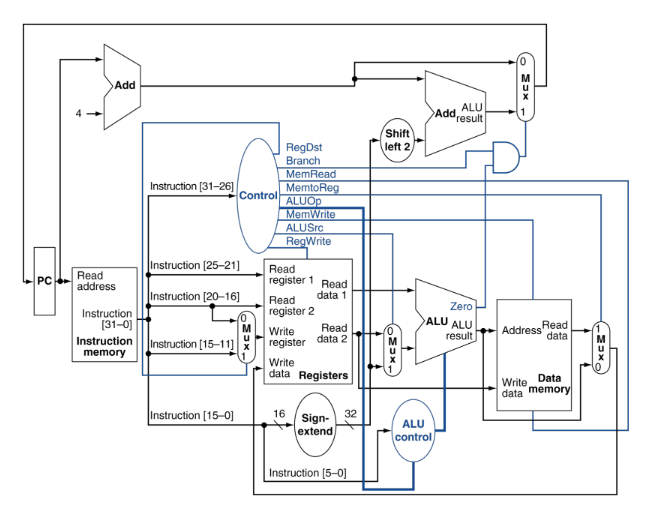 0
M
u
x
1
Add
4
Add
ALU
result
Shift
left 2
RegDst
Branch
MemRead
MemtoReg
ALUOp
MemWrite
ALUSrc
RegWrite
Control
Instruction [31–26]
Instruction [25–21]
Instruction [20–16]
Instruction [15–11]
Instruction [15–0]
Instruction [5–0]
PC
Read
address
Instruction
[31–0]
Instruction
memory
0
M
u
x
1
Read
register 1
Read
register 2
Write
register
Write
data
Read
data 1
Read
data 2
Registers
0
M
u
x
1
Zero
ALU
ALU
result
Address
Read
data
Write
data
Data
memory
1
M
u
x
0
16
Sign-
extend
32
ALU
control